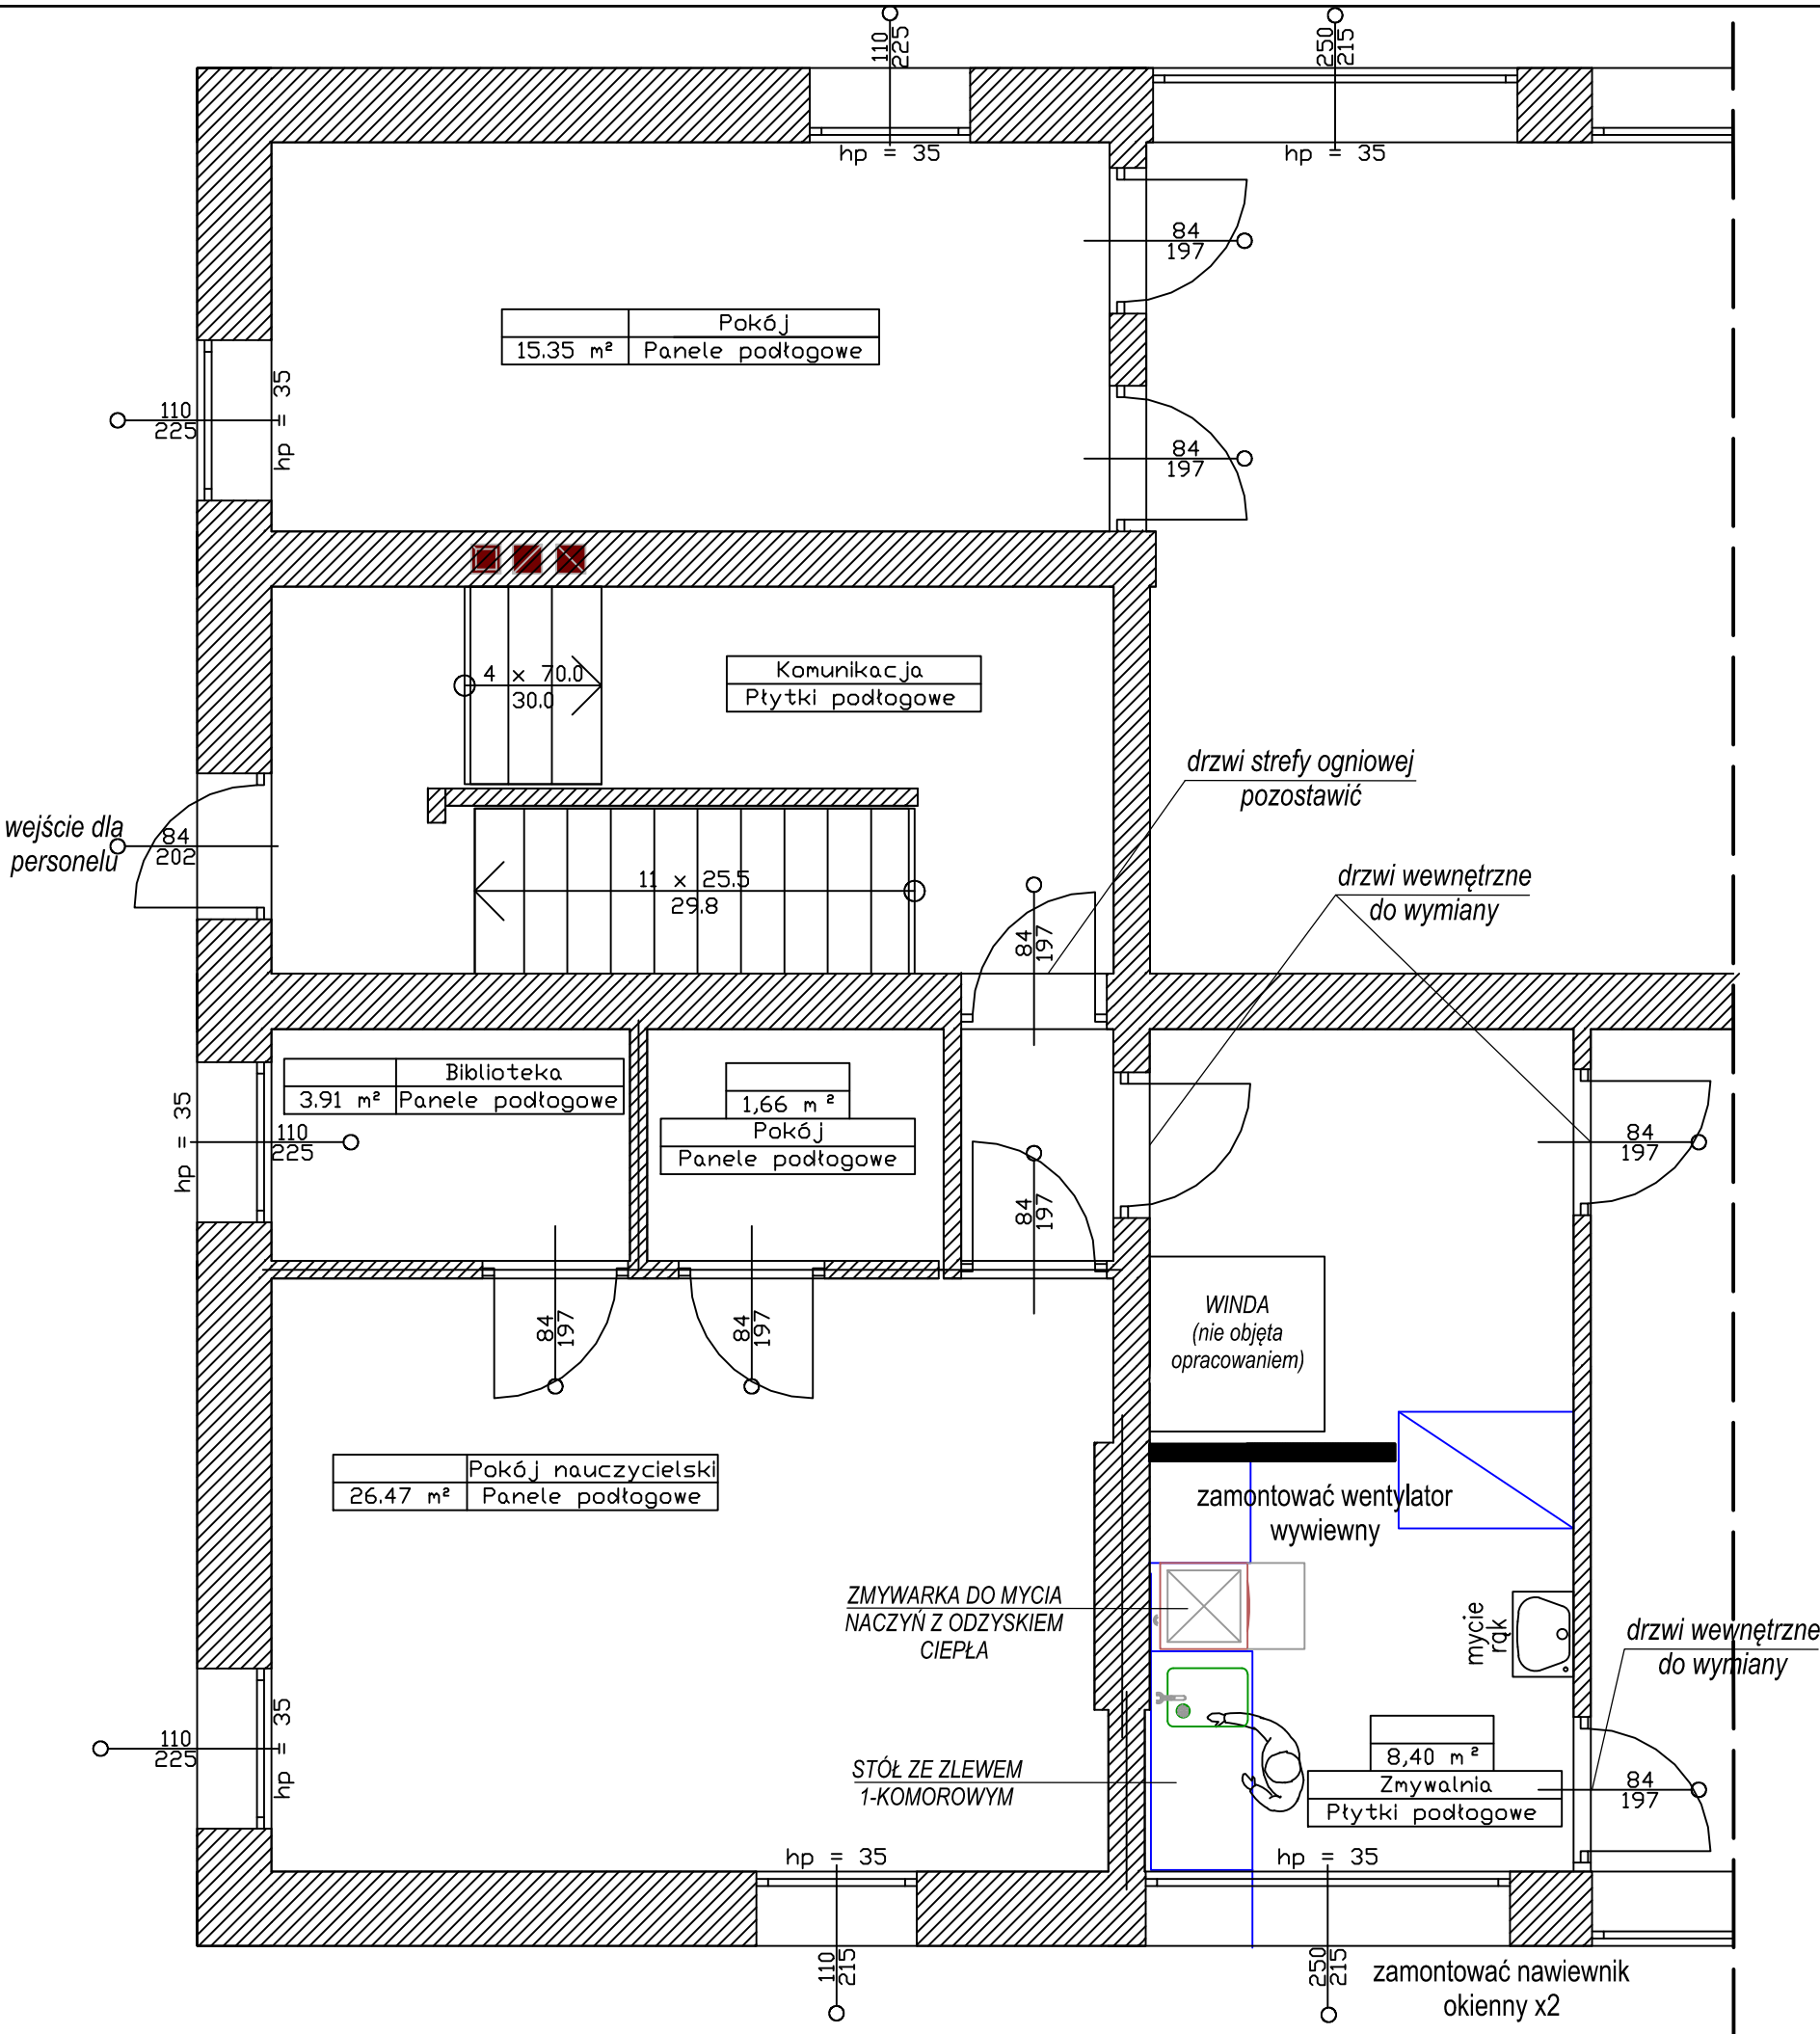 110
225
250
215
hp = 35
hp = 35
84
197
Pokój
15.35 m² Panele podłogowe
110
225
hp = 35
84
197
4 x 70.0
30.0
Komunikacja
Płytki podłogowe
drzwi strefy ogniowej
pozostawić
wejście dla
personelu
84
202
11 x 25.5
29.8
drzwi wewnętrzne
do wymiany
84
197
Biblioteka
3.91 m² Panele podłogowe
1,66 m²
Pokój
Panele podłogowe
hp = 35
110
225
84
197
84
197
84
197
84
197
WINDA
(nie objęta
opracowaniem)
Pokój nauczycielski
26.47 m² Panele podłogowe
zamontować wentylator
wywiewny
ZMYWARKA DO MYCIA
NACZYŃ Z ODZYSKIEM
CIEPŁA
mycie
rąk
drzwi wewnętrzne
do wymiany
110
225
hp = 35
STÓŁ ZE ZLEWEM
1-KOMOROWYM
8,40 m²
Zmywalnia
Płytki podłogowe
84
197
hp = 35
hp = 35
110
215
250
215
zamontować nawiewnik
okienny x2